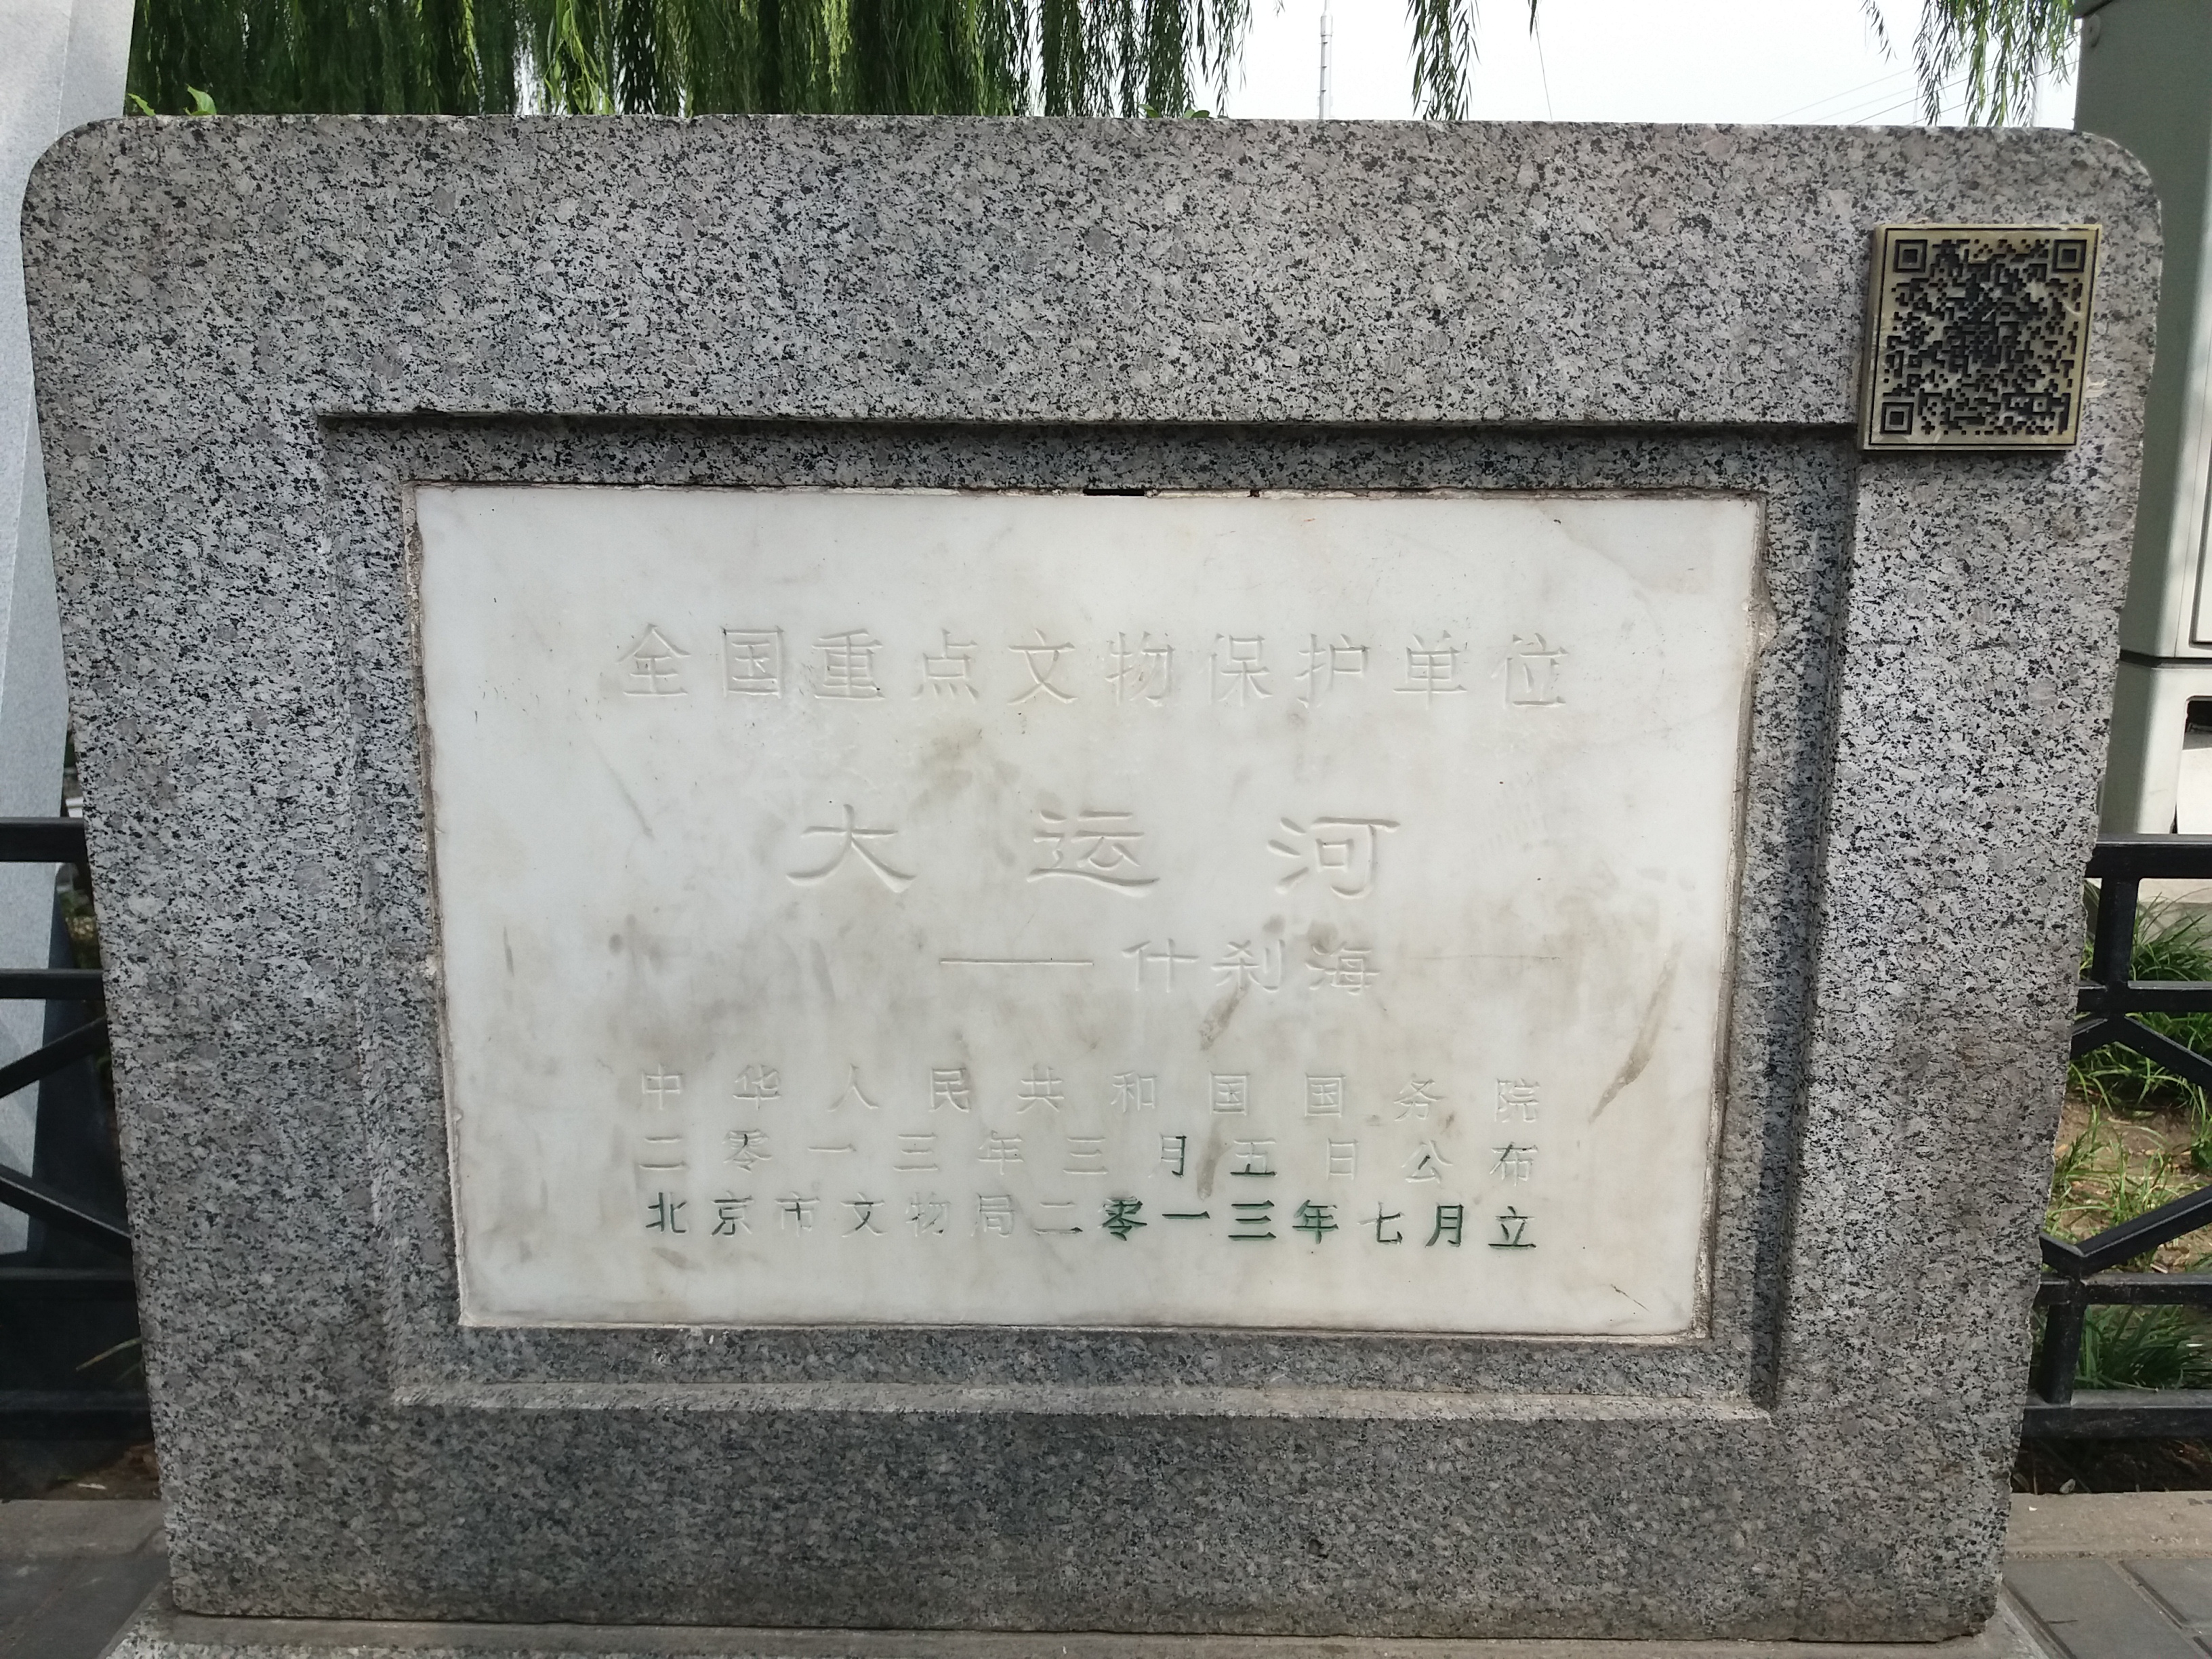 全国重点文物保护单位
大运河
——什刹海——
中华人民共和国国务院
二零一三年三月五日公布
北京市文物局二零一三年七月立